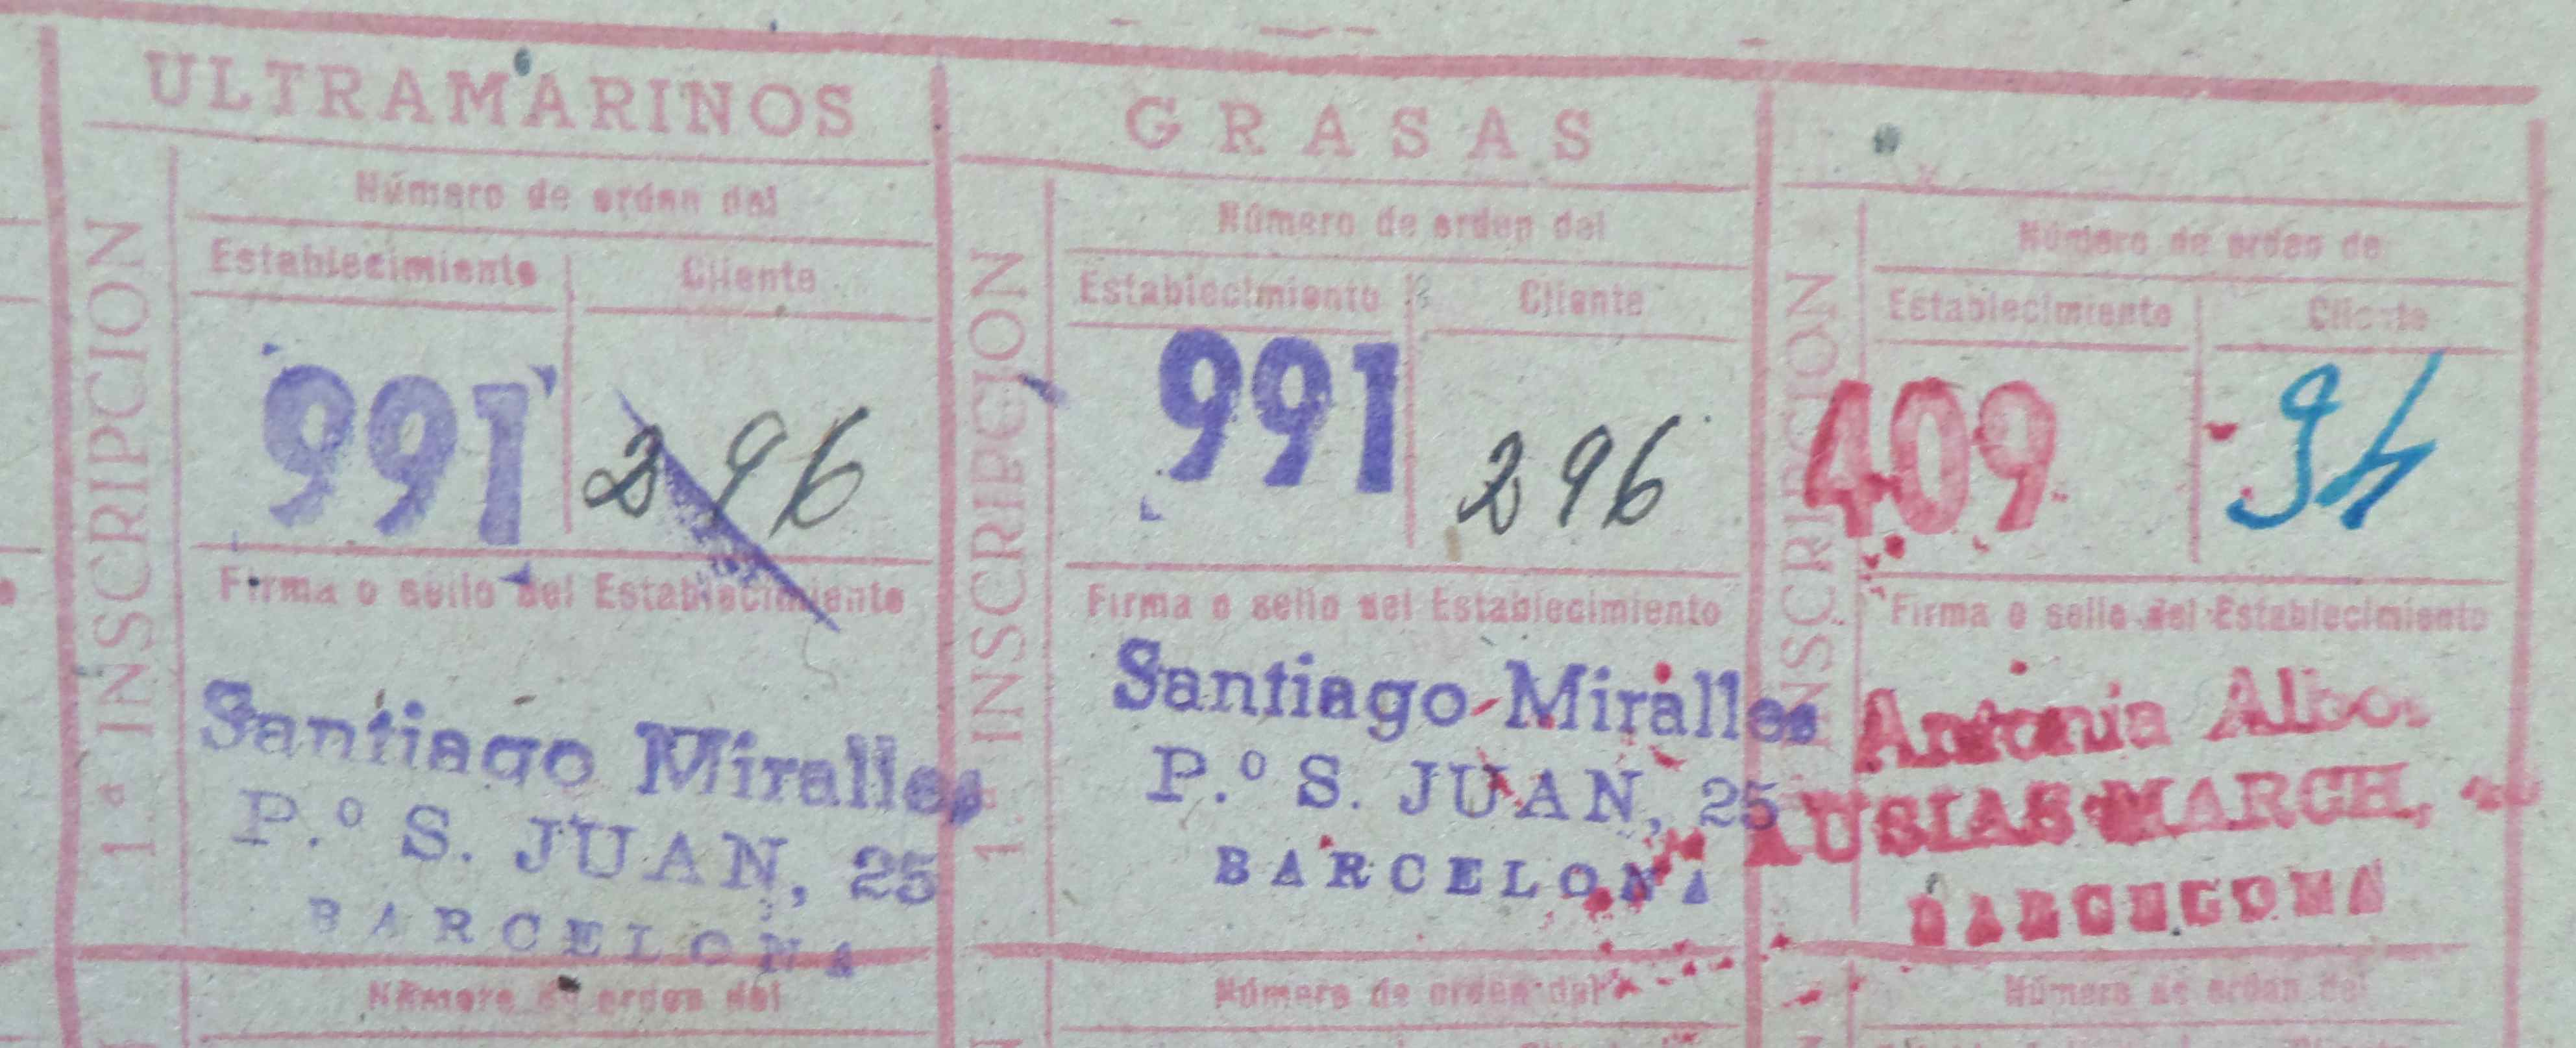 ULTRAMARINOS
1.ª INSCRIPCION
Número de orden del
Establecimiento
Cliente
991
296
Firma o sello del Establecimiento
Santiago Miralles
P.º S. JUAN, 25
BARCELONA
Número de orden del
GRASAS
1.ª INSCRIPCION
Número de orden del
Establecimiento
Cliente
991
296
Firma o sello del Establecimiento
Santiago Miralles
P.º S. JUAN, 25
BARCELONA
Número de orden del
INSCRIPCION
Número de orden de
Establecimiento
Cliente
409
94
Firma o sello del Establecimiento
Antonia
AUSIAS MARCH,
BARCELONA
Número de orden del